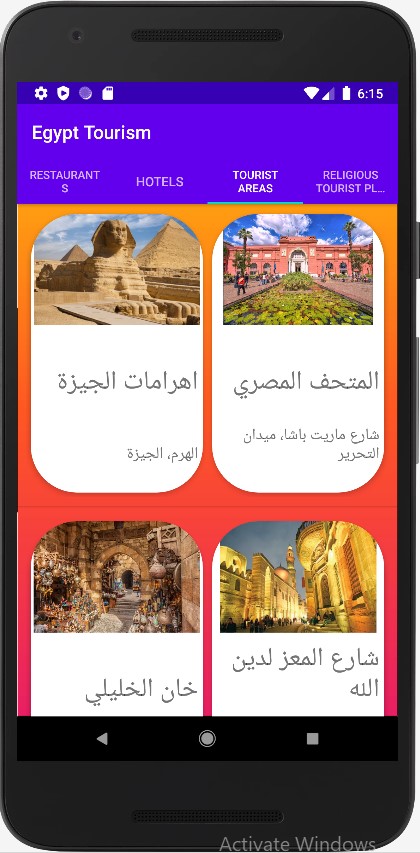 6:15
Egypt Tourism
RESTAURANT
S
HOTELS
TOURIST
AREAS
RELIGIOUS
TOURIST PL…
اهرامات الجيزة
الهرم، الجيزة
المتحف المصري
شارع ماريت باشا، ميدان
التحرير
خان الخليلي
شارع المعز لدين
الله
Activate Windows